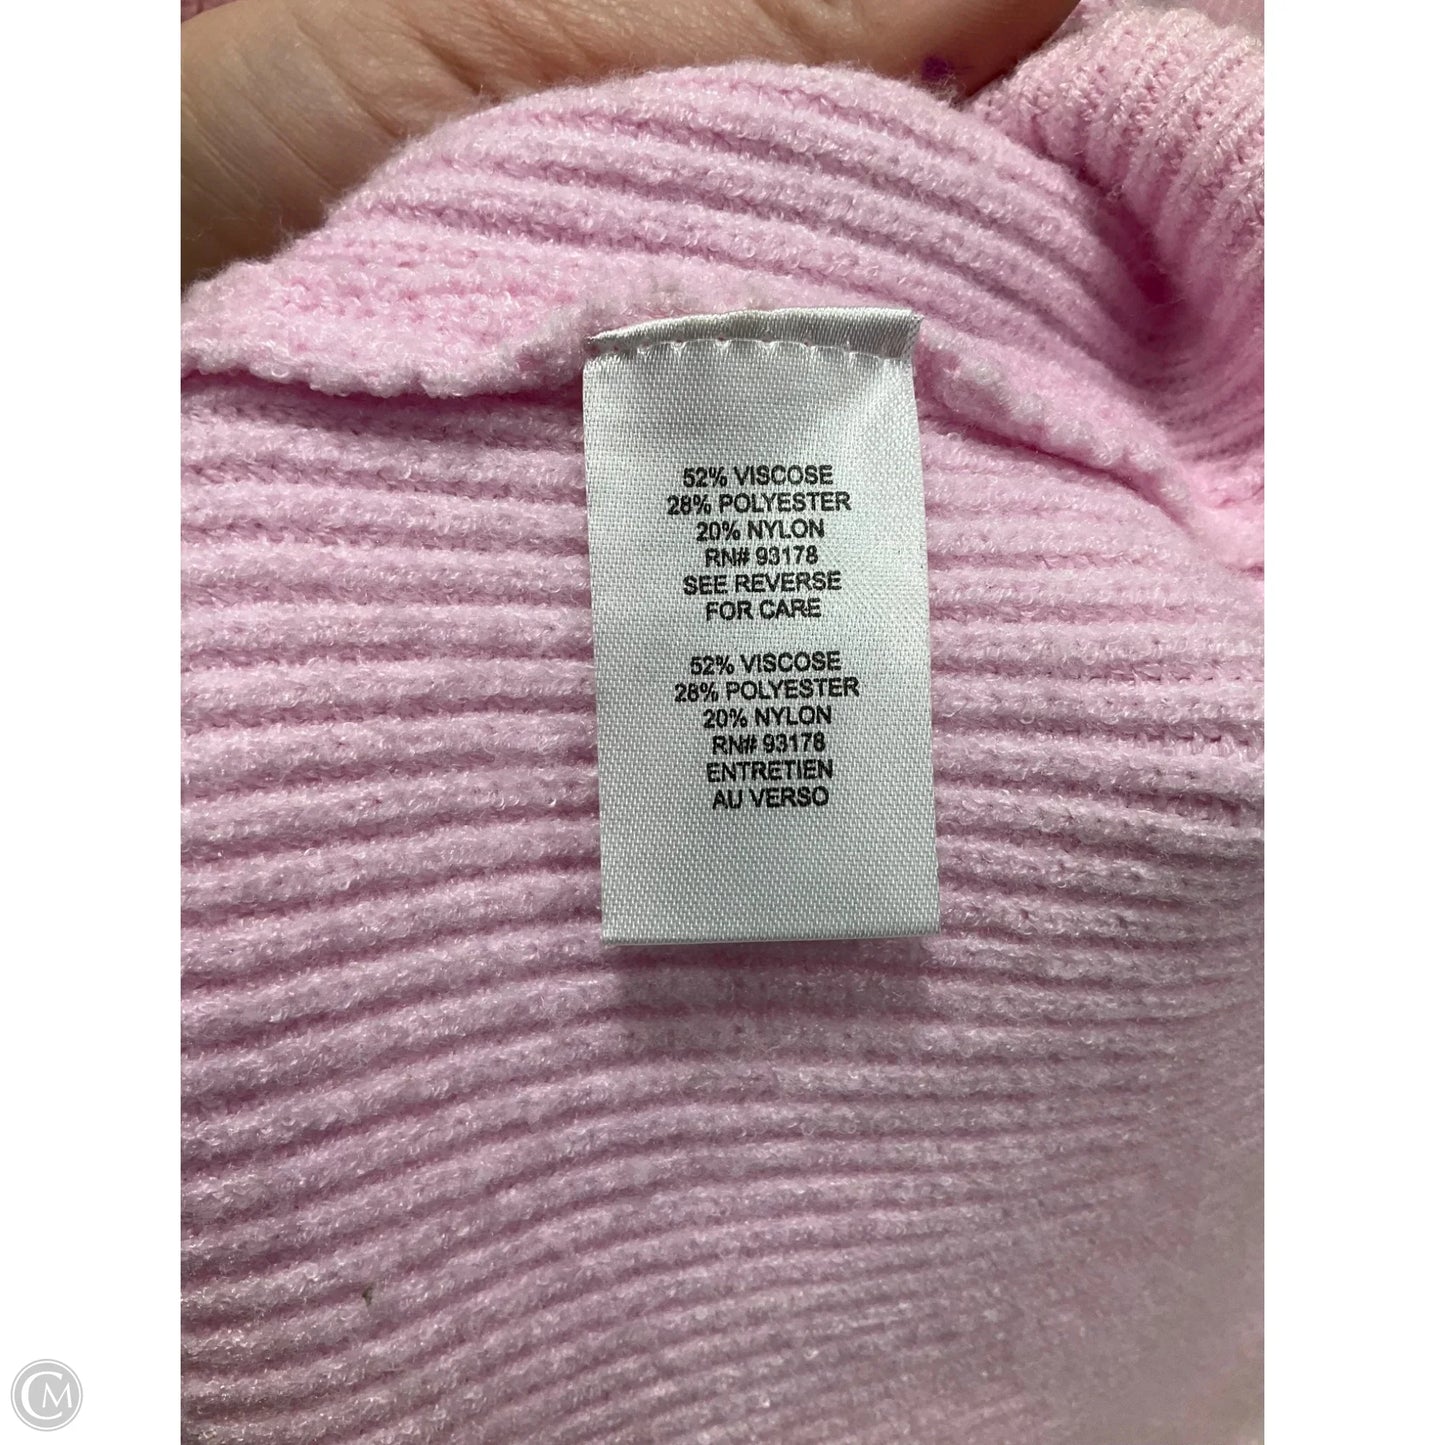 52% VISCOSE
28% POLYESTER
20% NYLON
RN# 93178
SEE REVERSE
FOR CARE
52% VISCOSE
28% POLYESTER
20% NYLON
RN# 93178
ENTRETIEN
AU VERSO
CM